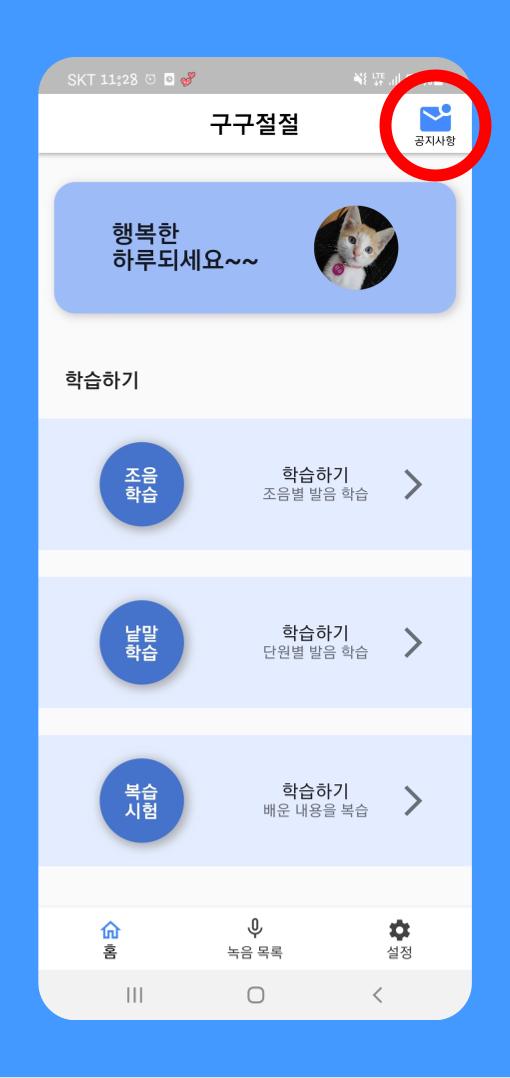 SKT 11:28
구구절절
공지사항
행복한
하루되세요~~
학습하기
조음
학습
학습하기
조음별 발음 학습
낱말
학습
학습하기
단원별 발음 학습
복습
시험
학습하기
배운 내용을 복습
홈
녹음 목록
설정